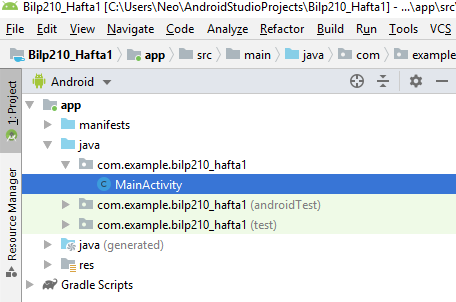 Bilp210_Hafta1 [C:\Users\Neo\AndroidStudioProjects\Bilp210_Hafta1] - ...\app\src\
File Edit View Navigate Code Analyze Refactor Build Run Tools VCS
Bilp210_Hafta1 app src main java com example
Android
1: Project
Resource Manager
app
manifests
java
com.example.bilp210_hafta1
MainActivity
com.example.bilp210_hafta1 (androidTest)
com.example.bilp210_hafta1 (test)
java (generated)
res
Gradle Scripts